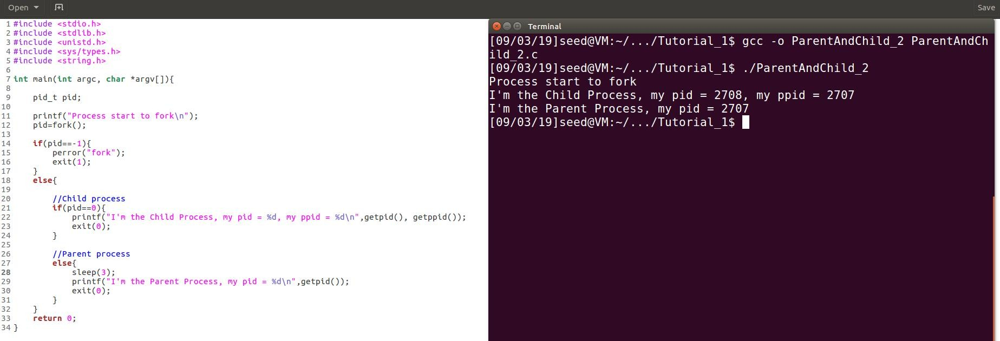 Open
Save
1 #include <stdio.h>
2 #include <stdlib.h>
3 #include <unistd.h>
4 #include <sys/types.h>
5 #include <string.h>
6
7 int main(int argc, char *argv[]){
8
9     pid_t pid;
10
11     printf("Process start to fork\n");
12     pid=fork();
13
14     if(pid==-1){
15         perror("fork");
16         exit(1);
17     }
18     else{
19
20         //Child process
21         if(pid==0){
22             printf("I'm the Child Process, my pid = %d, my ppid = %d\n",getpid(), getppid());
23             exit(0);
24         }
25
26         //Parent process
27         else{
28             sleep(3);
29             printf("I'm the Parent Process, my pid = %d\n",getpid());
30             exit(0);
31         }
32     }
33     return 0;
34 }
Terminal
[09/03/19]seed@VM:~/.../Tutorial_1$ gcc -o ParentAndChild_2 ParentAndCh
ild_2.c
[09/03/19]seed@VM:~/.../Tutorial_1$ ./ParentAndChild_2
Process start to fork
I'm the Child Process, my pid = 2708, my ppid = 2707
I'm the Parent Process, my pid = 2707
[09/03/19]seed@VM:~/.../Tutorial_1$